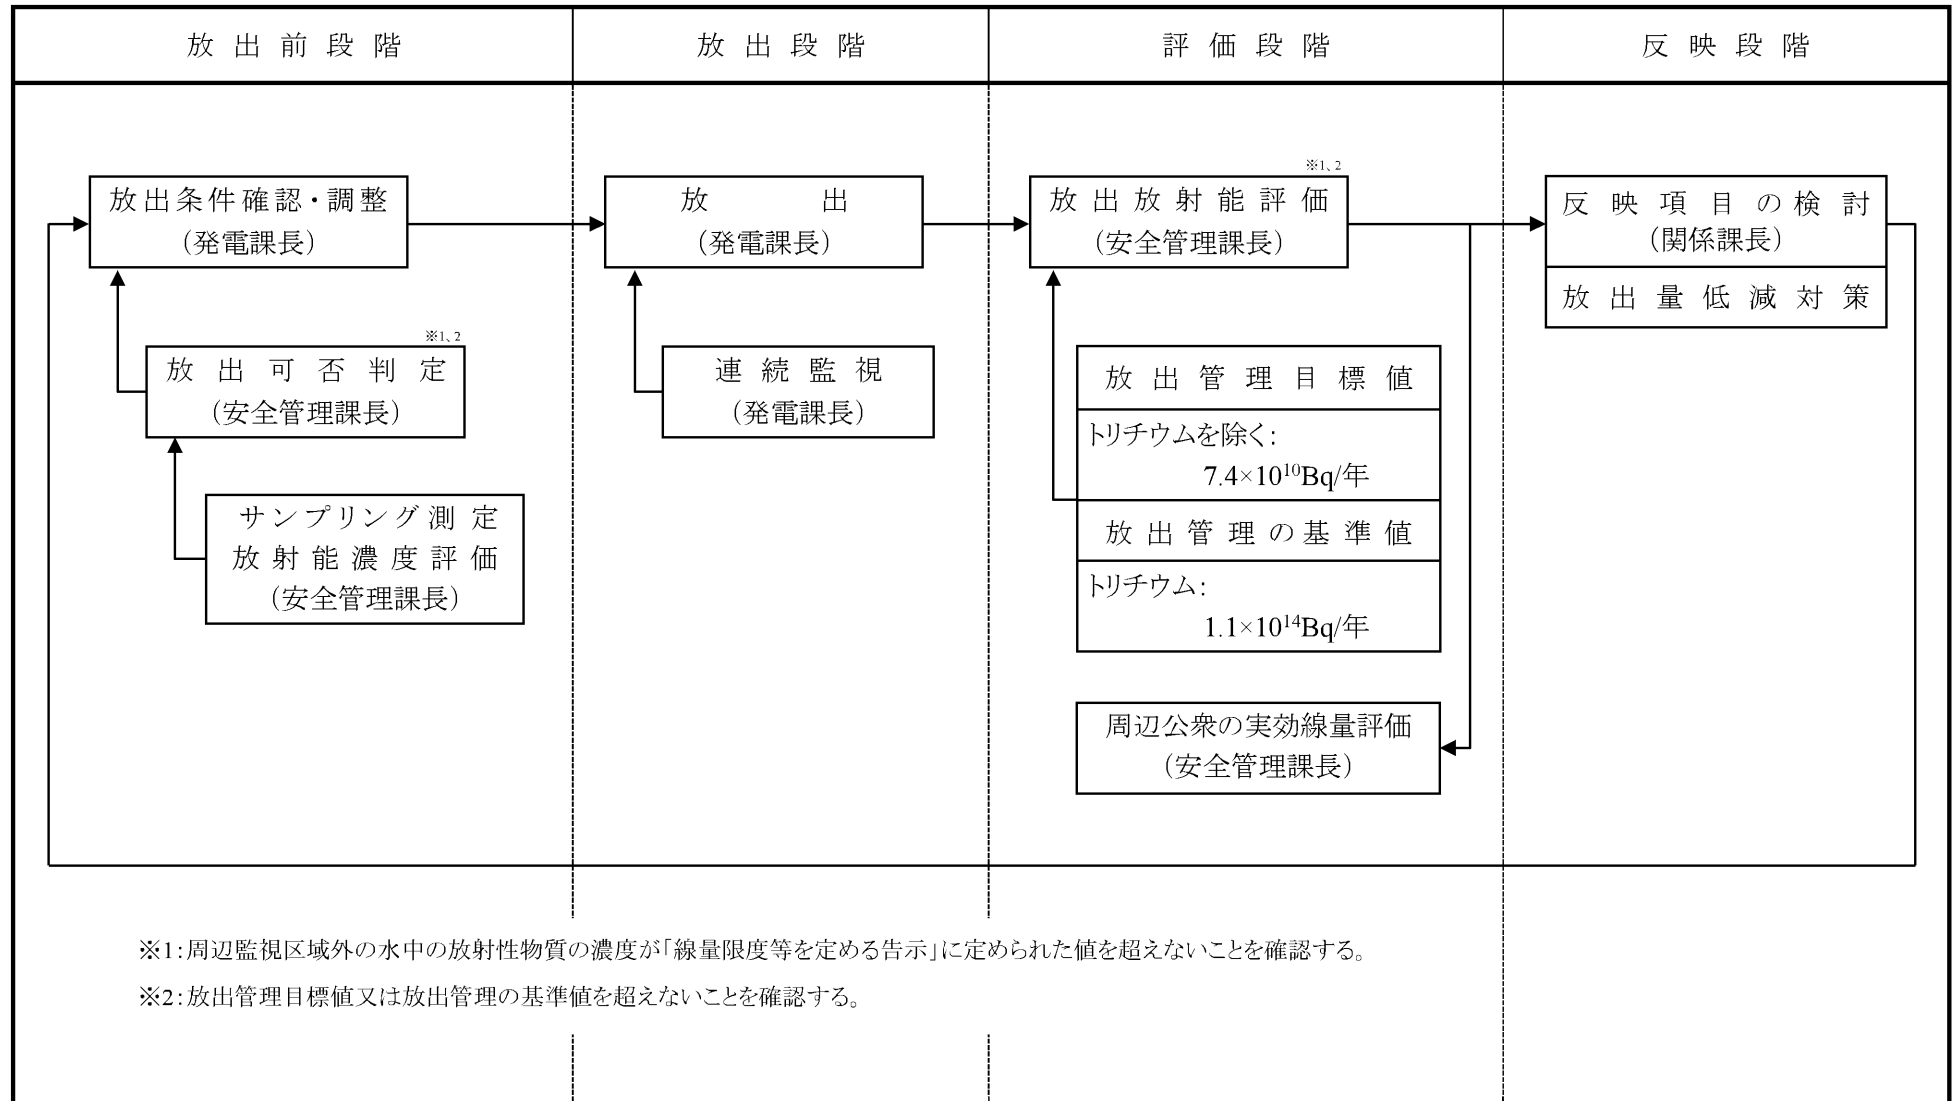 放出前段階
放出段階
評価段階
反映段階
放出条件確認・調整
(発電課長)
※1、2
放出可否判定
(安全管理課長)
サンプリング測定
放射能濃度評価
(安全管理課長)
放出
(発電課長)
連続監視
(発電課長)
※1、2
放出放射能評価
(安全管理課長)
放出管理目標値
トリチウムを除く:
7.4×10¹⁰Bq/年
放出管理の基準値
トリチウム:
1.1×10¹⁴Bq/年
周辺公衆の実効線量評価
(安全管理課長)
反映項目の検討
(関係課長)
放出量低減対策
※1:周辺監視区域外の水中の放射性物質の濃度が「線量限度等を定める告示」に定められた値を超えないことを確認する。
※2:放出管理目標値又は放出管理の基準値を超えないことを確認する。